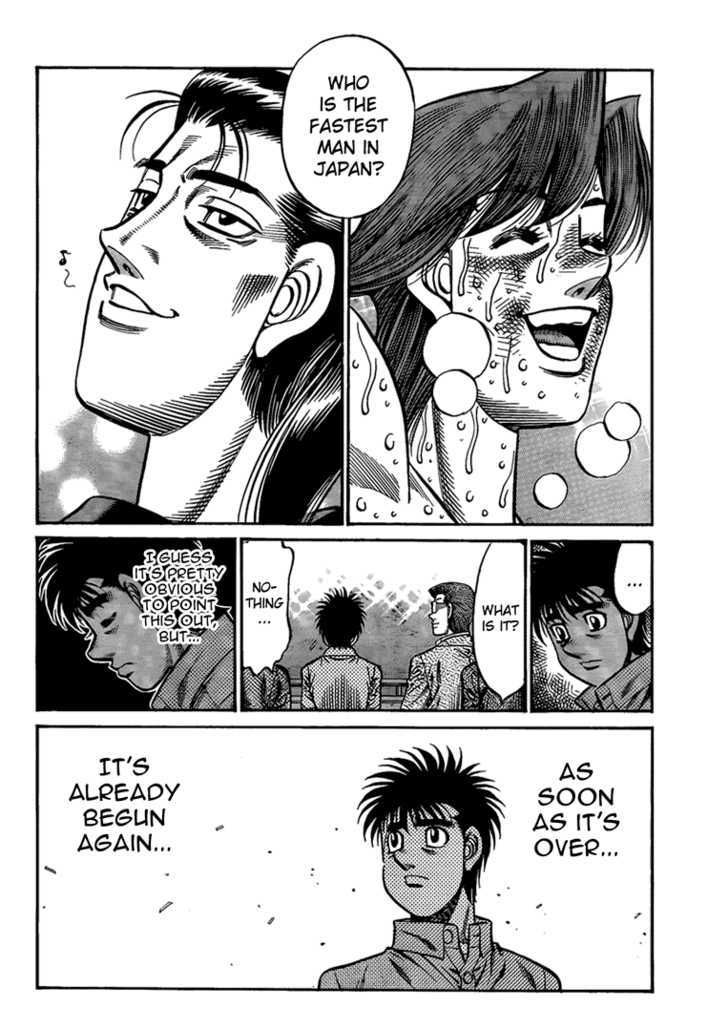 WHO
IS THE
FASTEST
MAN IN
JAPAN?
...
WHAT
IS IT?
NO-
THING
...
I GUESS
IT'S PRETTY
OBVIOUS
TO POINT
THIS OUT,
BUT...
AS
SOON
AS IT'S
OVER...
IT'S
ALREADY
BEGUN
AGAIN...